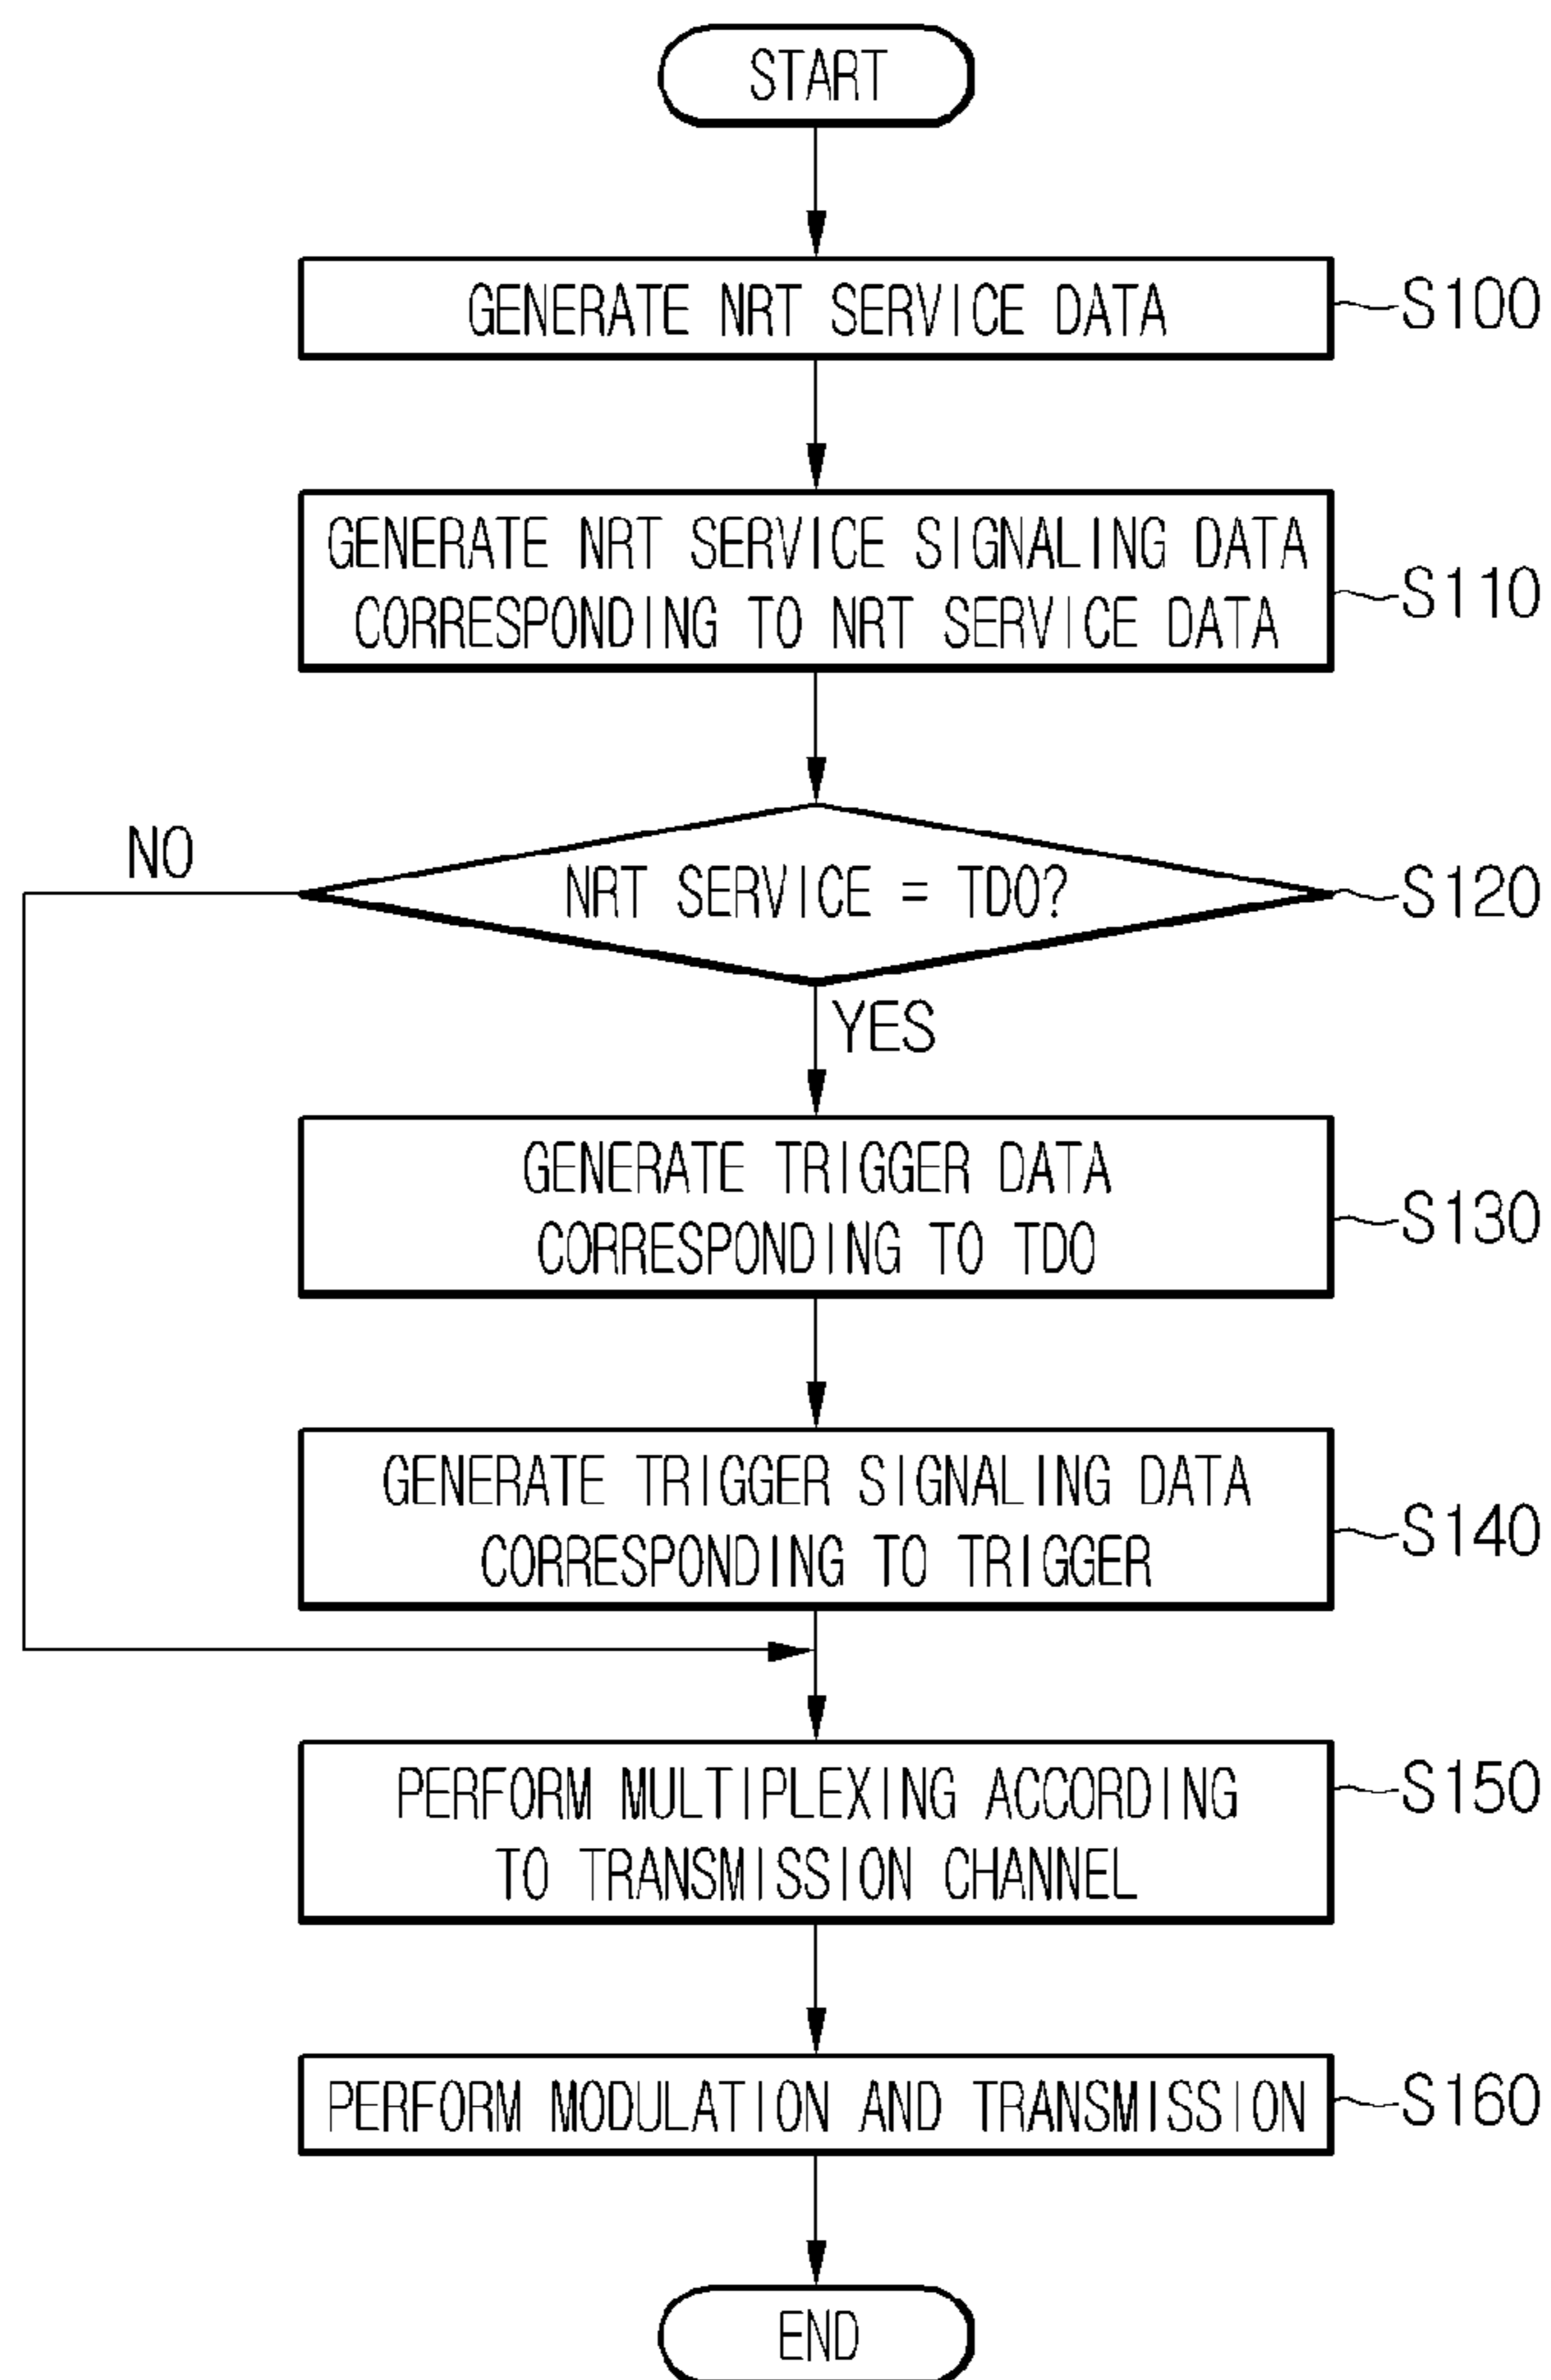 START
GENERATE NRT SERVICE DATA
S100
GENERATE NRT SERVICE SIGNALING DATA
CORRESPONDING TO NRT SERVICE DATA
S110
NO
NRT SERVICE = TDO?
S120
YES
GENERATE TRIGGER DATA
CORRESPONDING TO TDO
S130
GENERATE TRIGGER SIGNALING DATA
CORRESPONDING TO TRIGGER
S140
PERFORM MULTIPLEXING ACCORDING
TO TRANSMISSION CHANNEL
S150
PERFORM MODULATION AND TRANSMISSION
S160
END